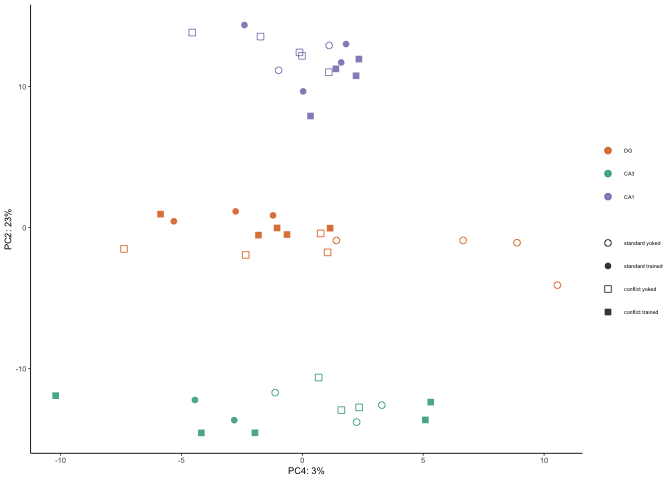 10
0
-10
PC2: 23%
-10
-5
0
5
10
PC4: 3%
DG
CA3
CA1
standard yoked
standard trained
conflict yoked
conflict trained